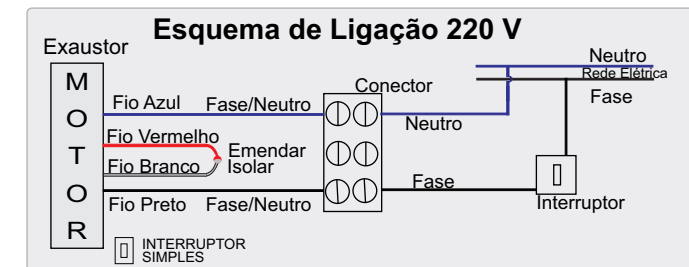 Esquema de Ligação 220 V
Exaustor
MOTOR
Fio Azul
Fase/Neutro
Fio Vermelho
Fio Branco
Emendar
Isolar
Fio Preto
Fase/Neutro
Conector
Neutro
Fase
Neutro
Rede Elétrica
Fase
Interruptor
INTERRUPTOR
SIMPLES